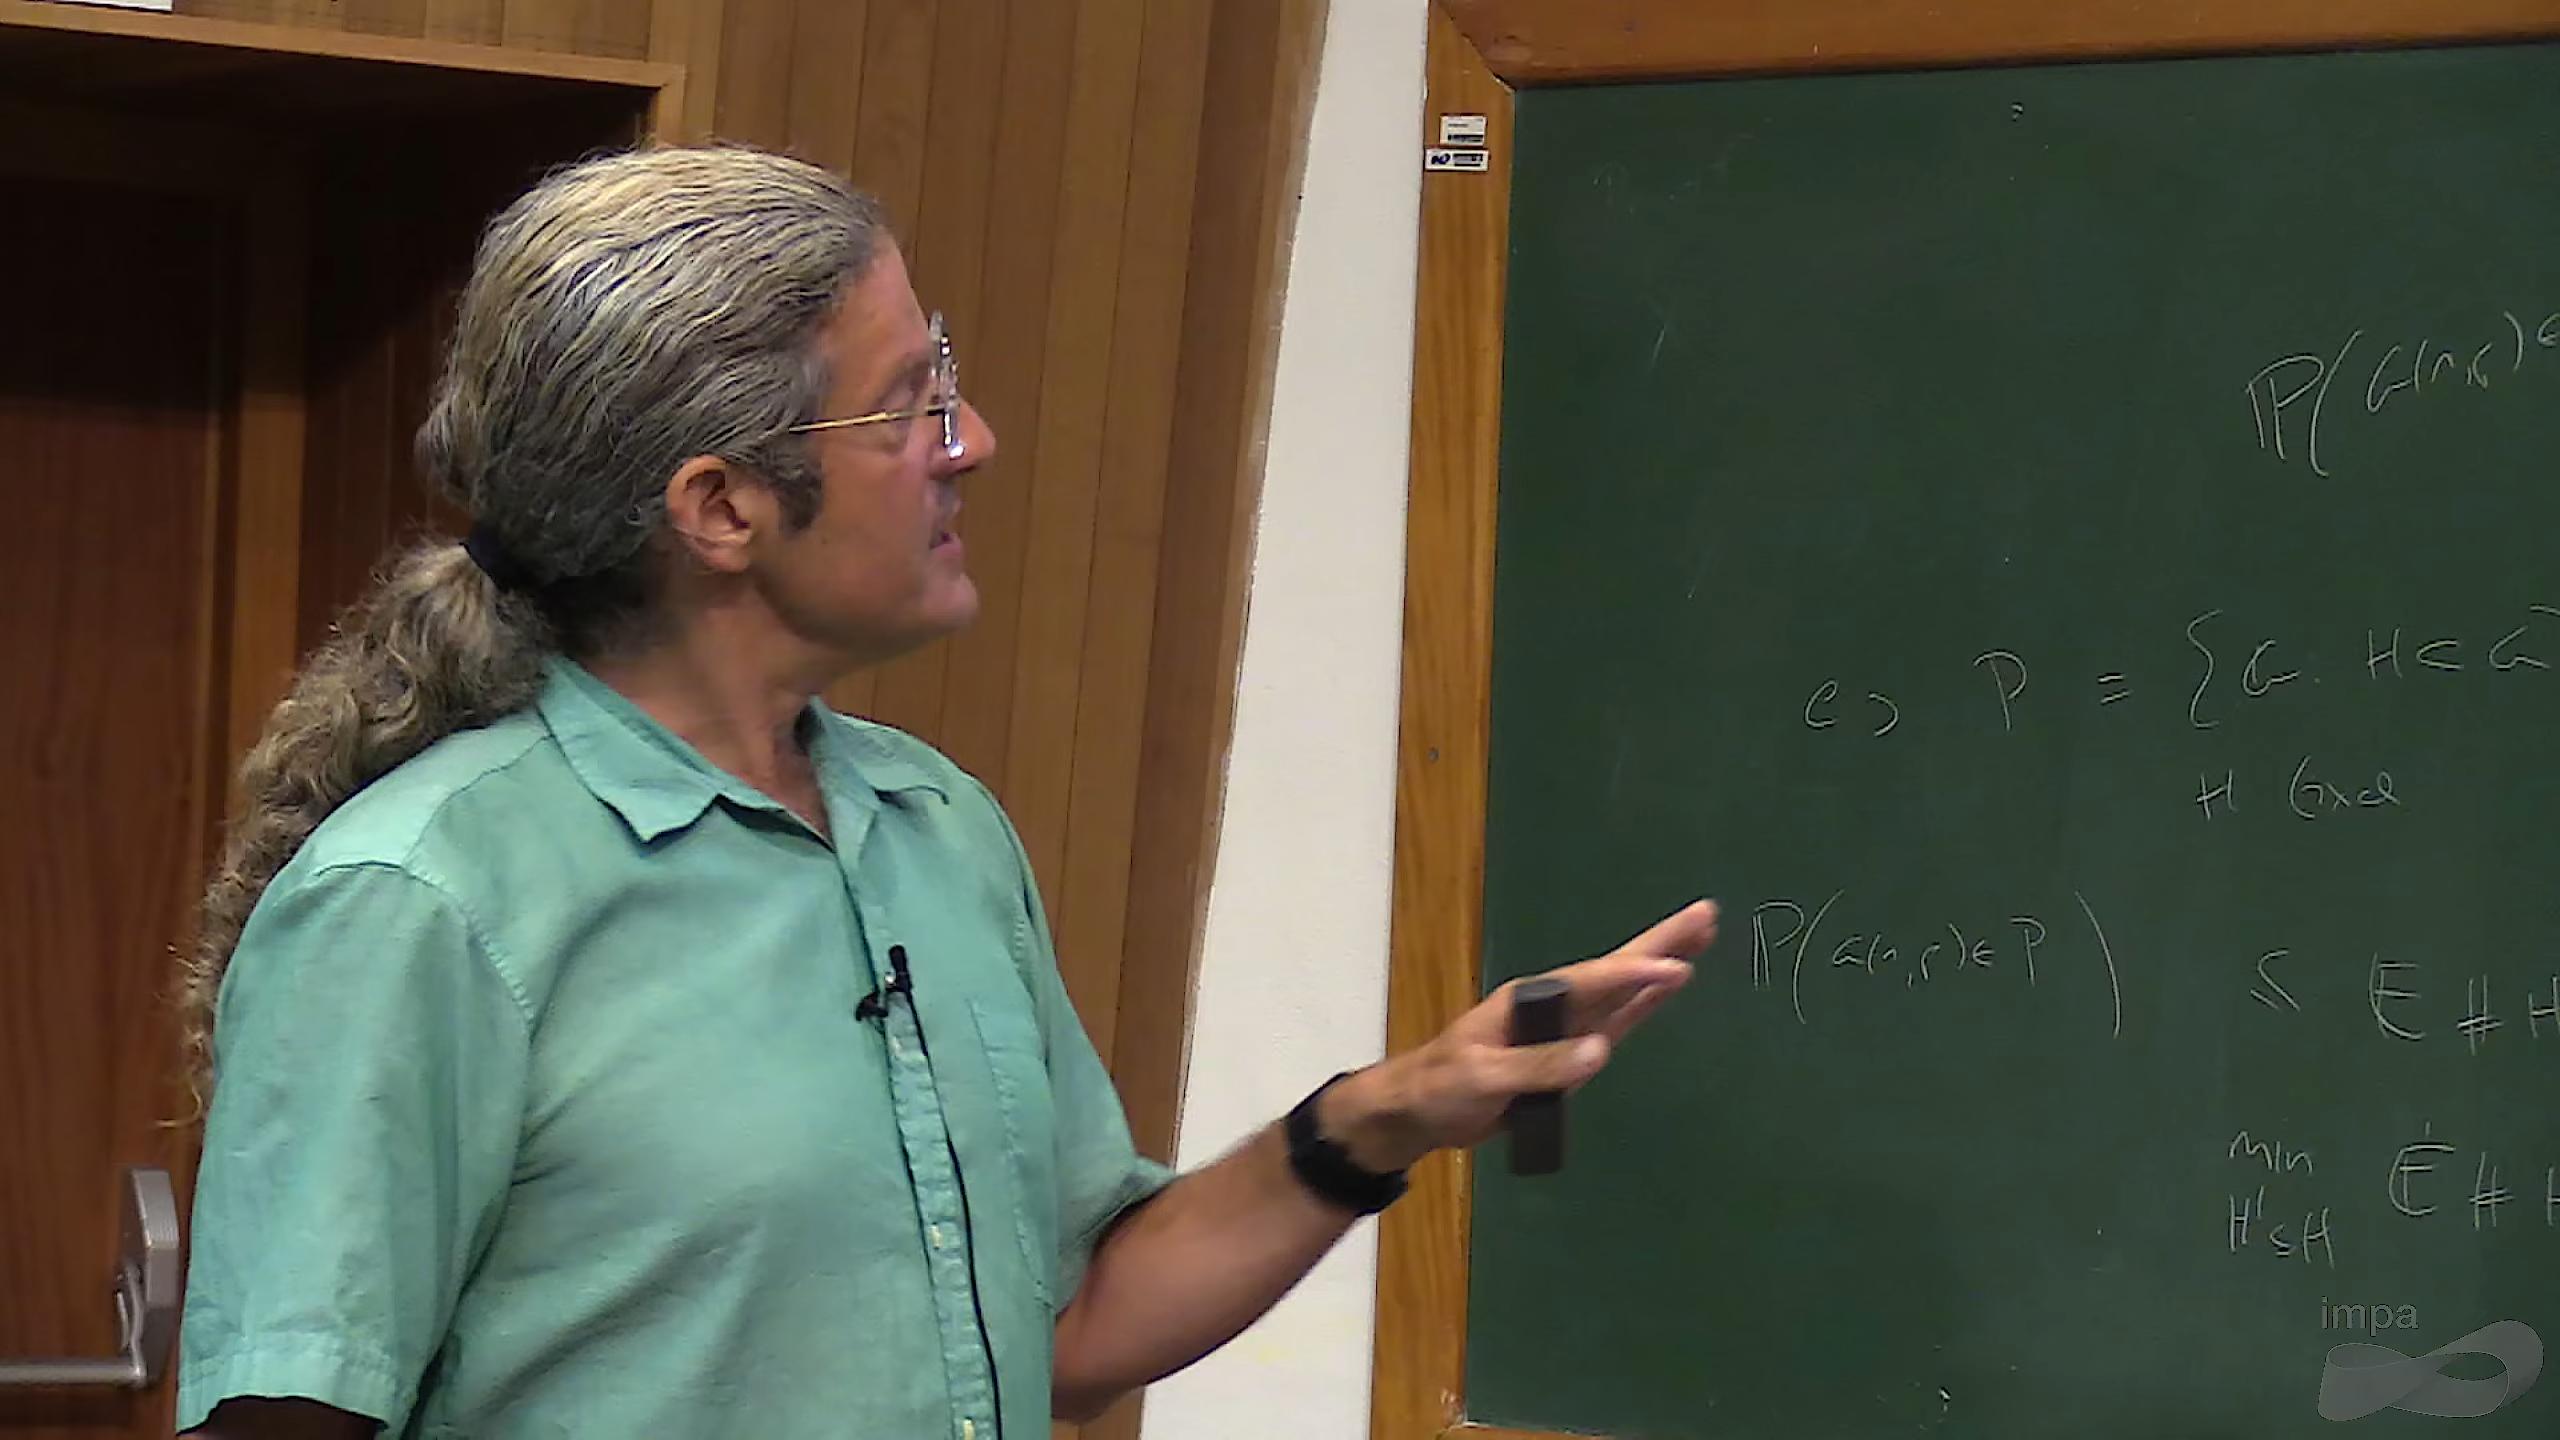 ℙ(G(n,p)∈
e) P = {G. H⊂G}
H fixed
ℙ(G(n,p)∈P) ≤ 𝔼 # H
min 𝔼 # H
H'≤H
impa